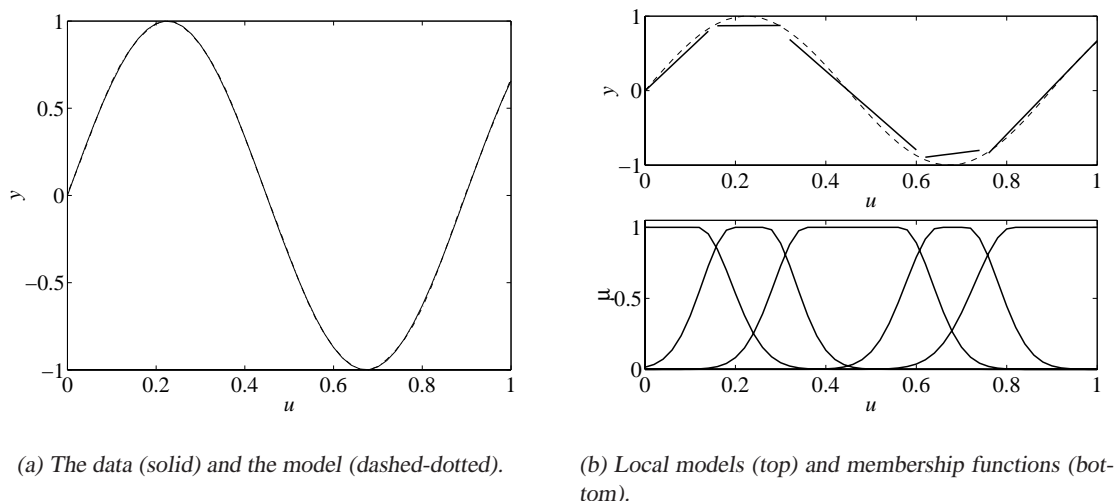 1
0.5
0
−0.5
−1
0 0.2 0.4 0.6 0.8 1
y
u
1
0
−1
0 0.2 0.4 0.6 0.8 1
y
u
1
0.5
0
0 0.2 0.4 0.6 0.8 1
μ
u
(a) The data (solid) and the model (dashed-dotted).
(b) Local models (top) and membership functions (bot-
tom).